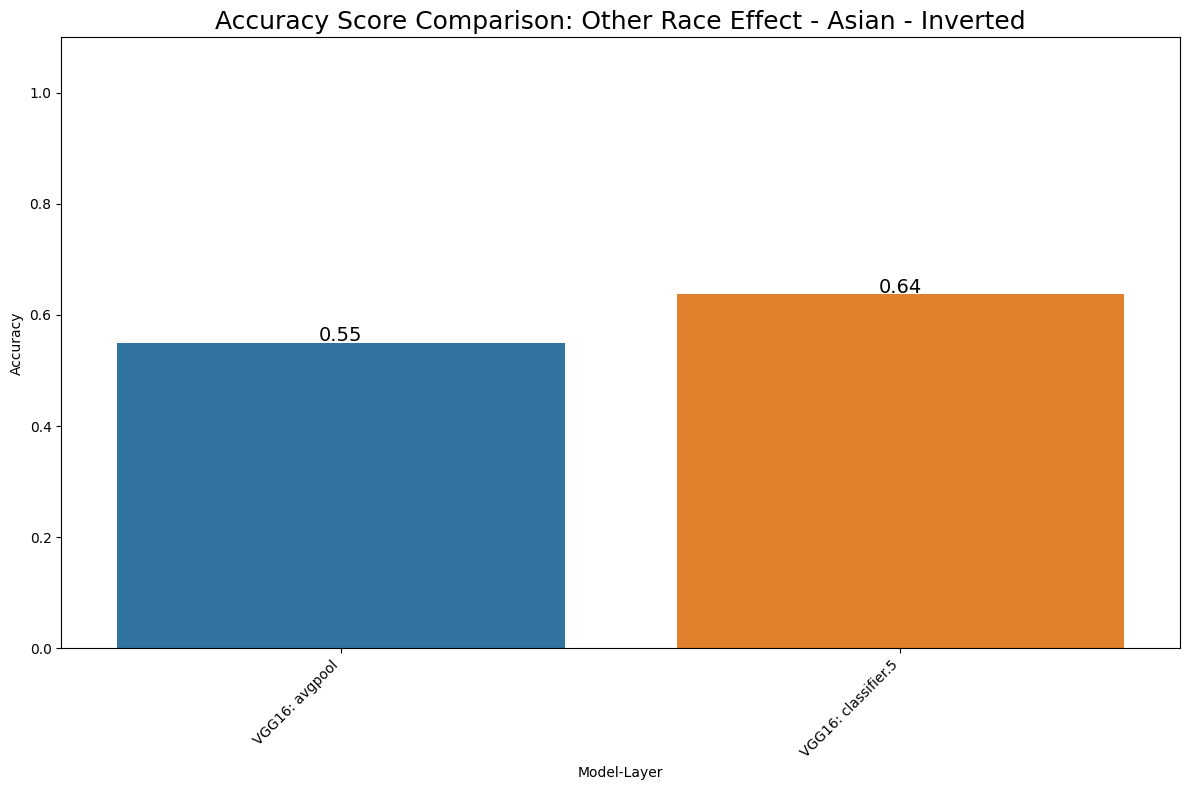 Accuracy Score Comparison: Other Race Effect - Asian - Inverted
1.0
0.8
0.6
0.4
0.2
0.0
Accuracy
0.55
0.64
VGG16: avgpool
VGG16: classifier.5
Model-Layer